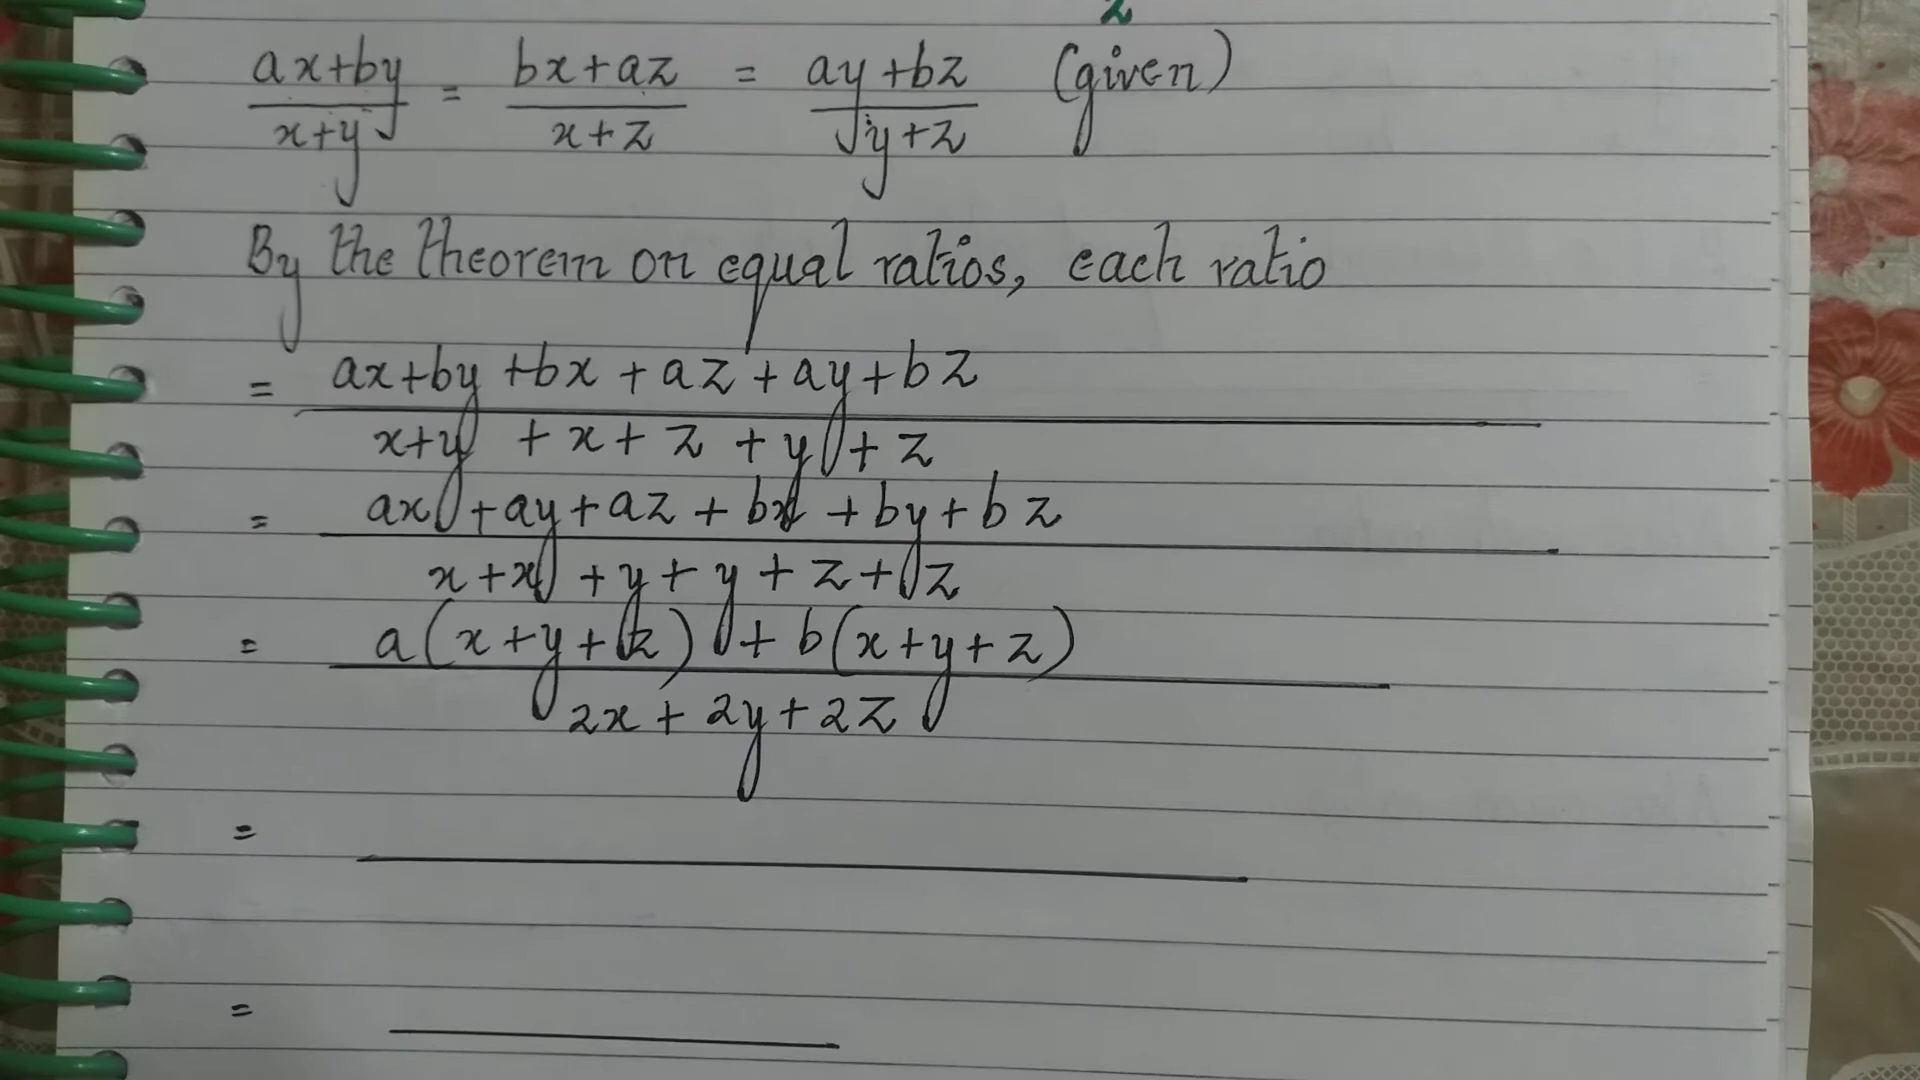 2
ax+by / x+y = bx+az / x+z = ay+bz / y+z (given)
By the theorem on equal ratios, each ratio
= ax+by+bx+az+ay+bz
x+y+x+z+y+z
= ax+ay+az+bx+by+bz
x+x+y+y+z+z
= a(x+y+z)+b(x+y+z)
2x+2y+2z
=
=